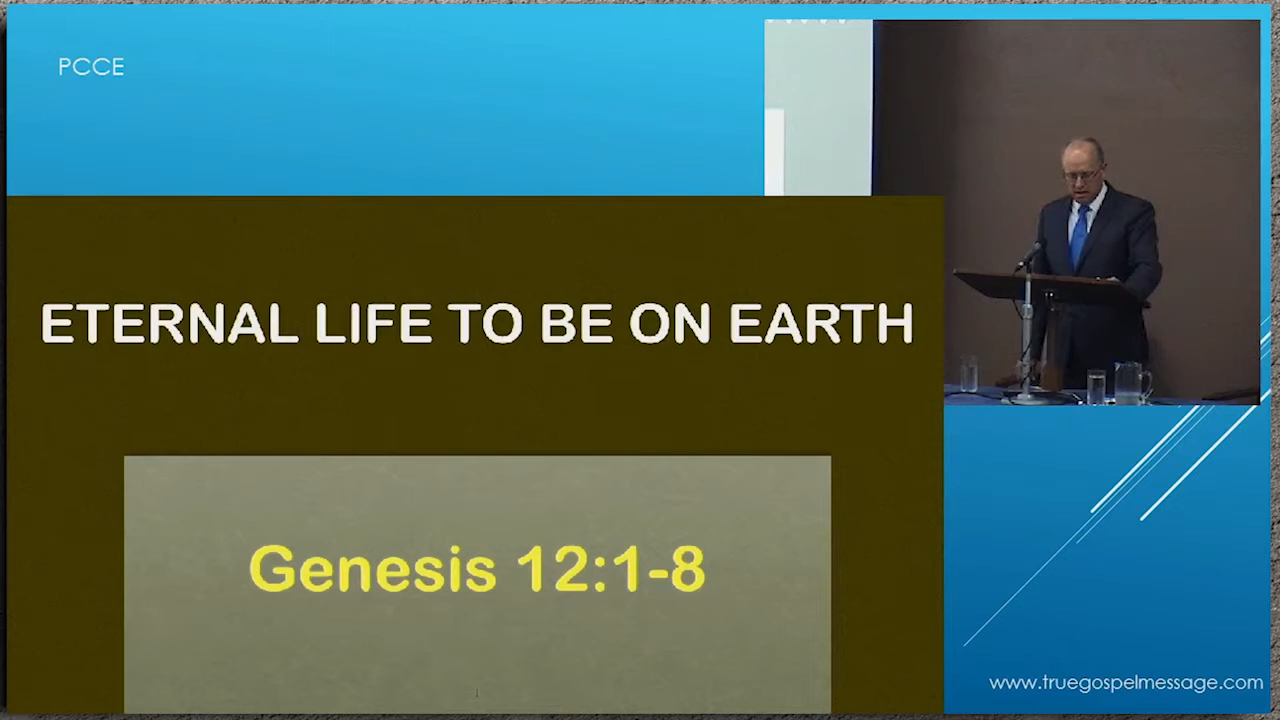 PCCE
ETERNAL LIFE TO BE ON EARTH
Genesis 12:1-8
www.truegospelmessage.com